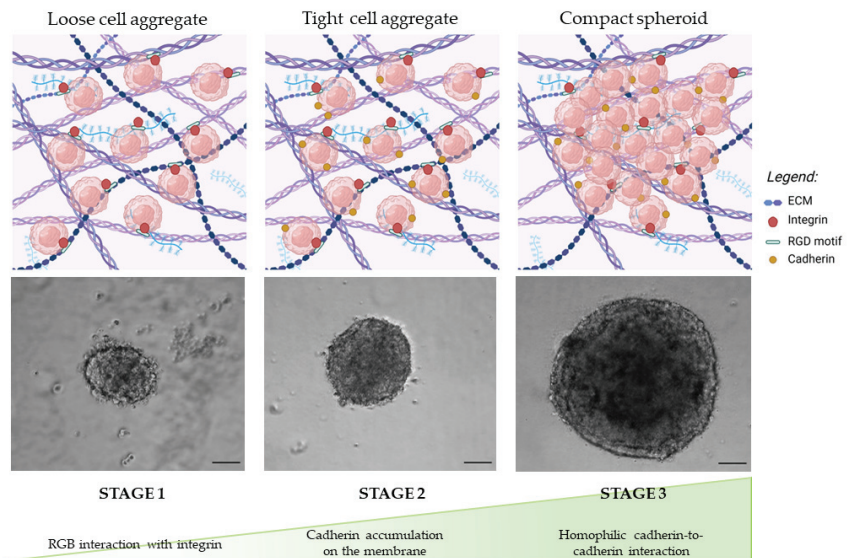 Loose cell aggregate
Tight cell aggregate
Compact spheroid
Legend:
ECM
Integrin
RGD motif
Cadherin
STAGE 1
STAGE 2
STAGE 3
RGB interaction with integrin
Cadherin accumulation
on the membrane
Homophilic cadherin-to-
cadherin interaction